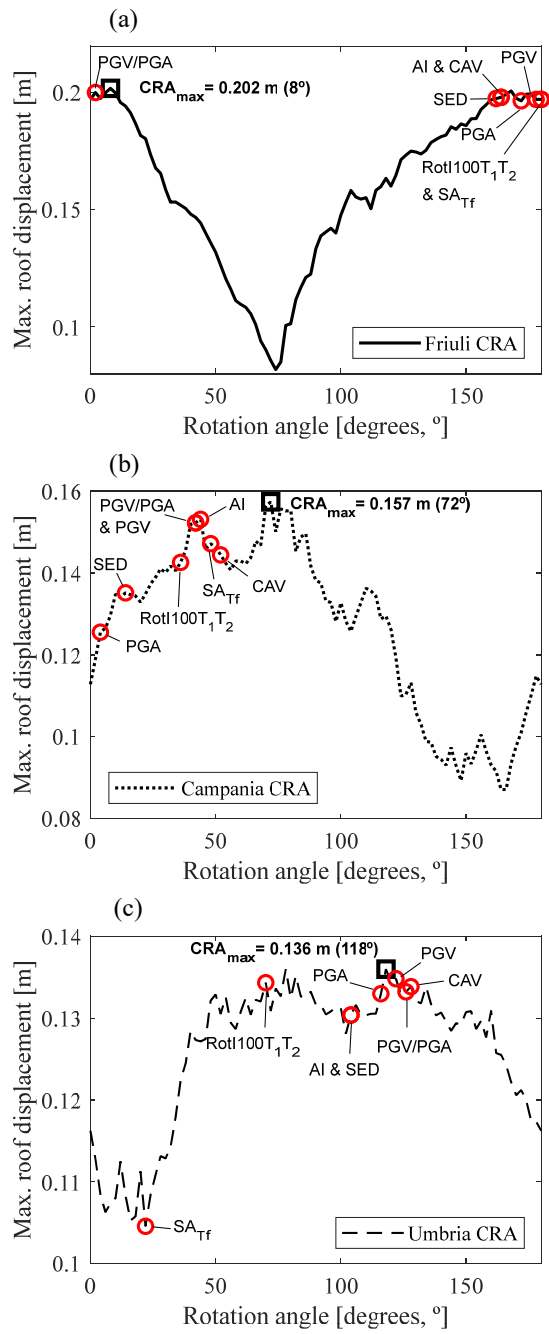 (a)
PGV/PGA
CRAmax = 0.202 m (8º)
AI & CAV
PGV
SED
PGA
RotI100T1T2
& SATf
0.2
0.15
0.1
Max. roof displacement [m]
Friuli CRA
0
50
100
150
Rotation angle [degrees, º]
(b)
0.16
0.14
0.12
0.1
0.08
Max. roof displacement [m]
PGV/PGA
& PGV
AI
CRAmax = 0.157 m (72º)
SED
SATf
CAV
RotI100T1T2
PGA
Campania CRA
0
50
100
150
Rotation angle [degrees, º]
(c)
0.14
0.13
0.12
0.11
0.1
Max. roof displacement [m]
CRAmax = 0.136 m (118º)
PGV
PGA
CAV
RotI100T1T2
PGV/PGA
AI & SED
SATf
Umbria CRA
0
50
100
150
Rotation angle [degrees, º]